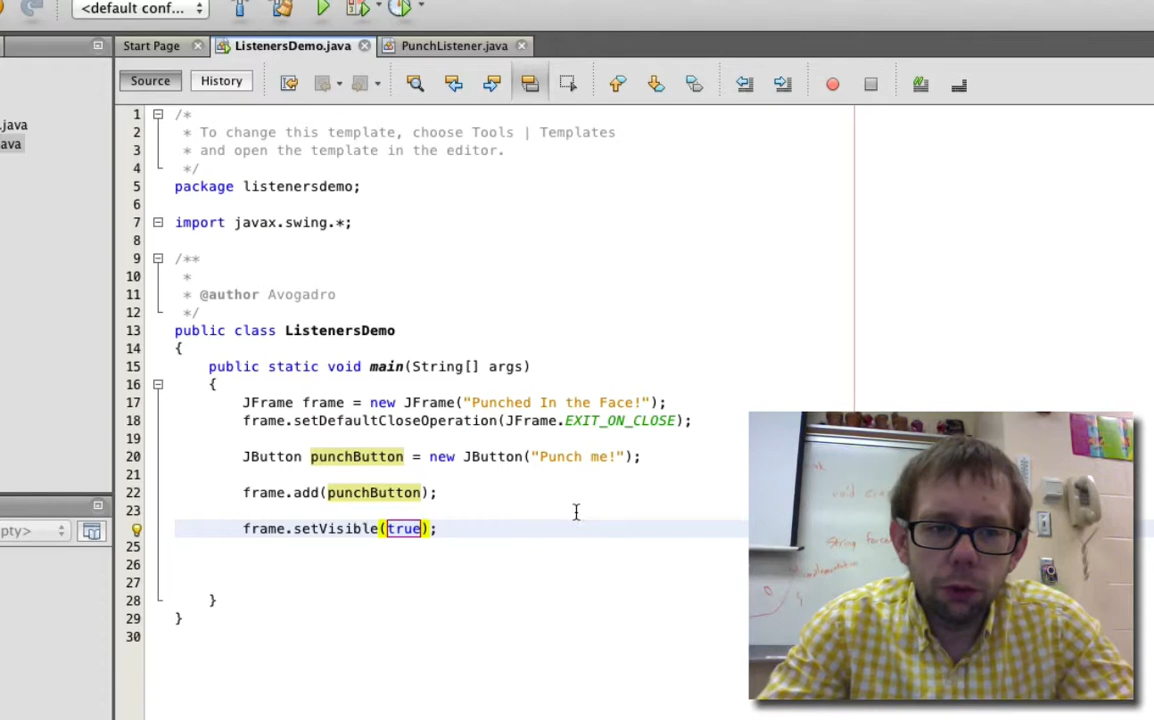 <default conf...
Start Page
ListenersDemo.java
PunchListener.java
Source
History
.java
ava
1 /*
2 * To change this template, choose Tools | Templates
3 * and open the template in the editor.
4 */
5 package listenersdemo;
6
7 import javax.swing.*;
8
9 /**
10 *
11 * @author Avogadro
12 */
13 public class ListenersDemo
14 {
15 public static void main(String[] args)
16 {
17 JFrame frame = new JFrame("Punched In the Face!");
18 frame.setDefaultCloseOperation(JFrame.EXIT_ON_CLOSE);
19
20 JButton punchButton = new JButton("Punch me!");
21
22 frame.add(punchButton);
23
frame.setVisible(true);
25
26
27
28 }
29 }
30
pty>
void
String